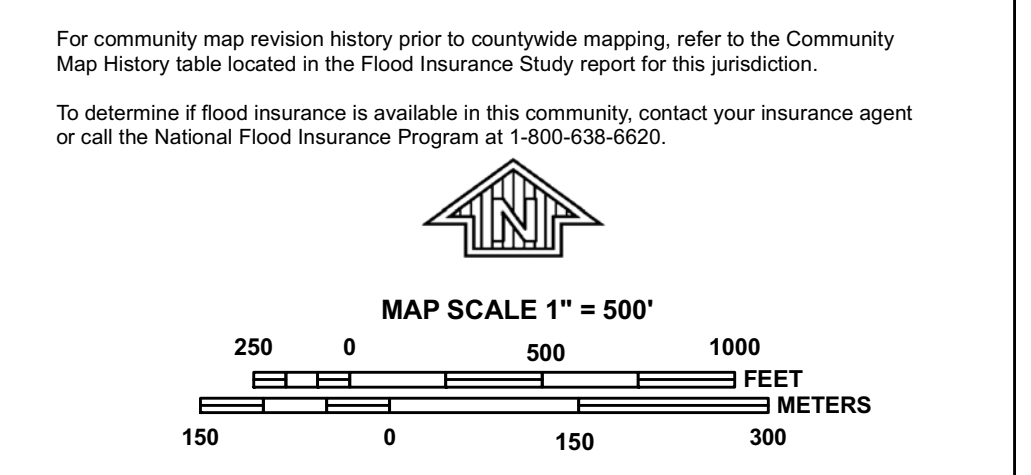 For community map revision history prior to countywide mapping, refer to the Community
Map History table located in the Flood Insurance Study report for this jurisdiction.
To determine if flood insurance is available in this community, contact your insurance agent
or call the National Flood Insurance Program at 1-800-638-6620.
N
MAP SCALE 1" = 500'
250 0 500 1000
FEET
METERS
150 0 150 300